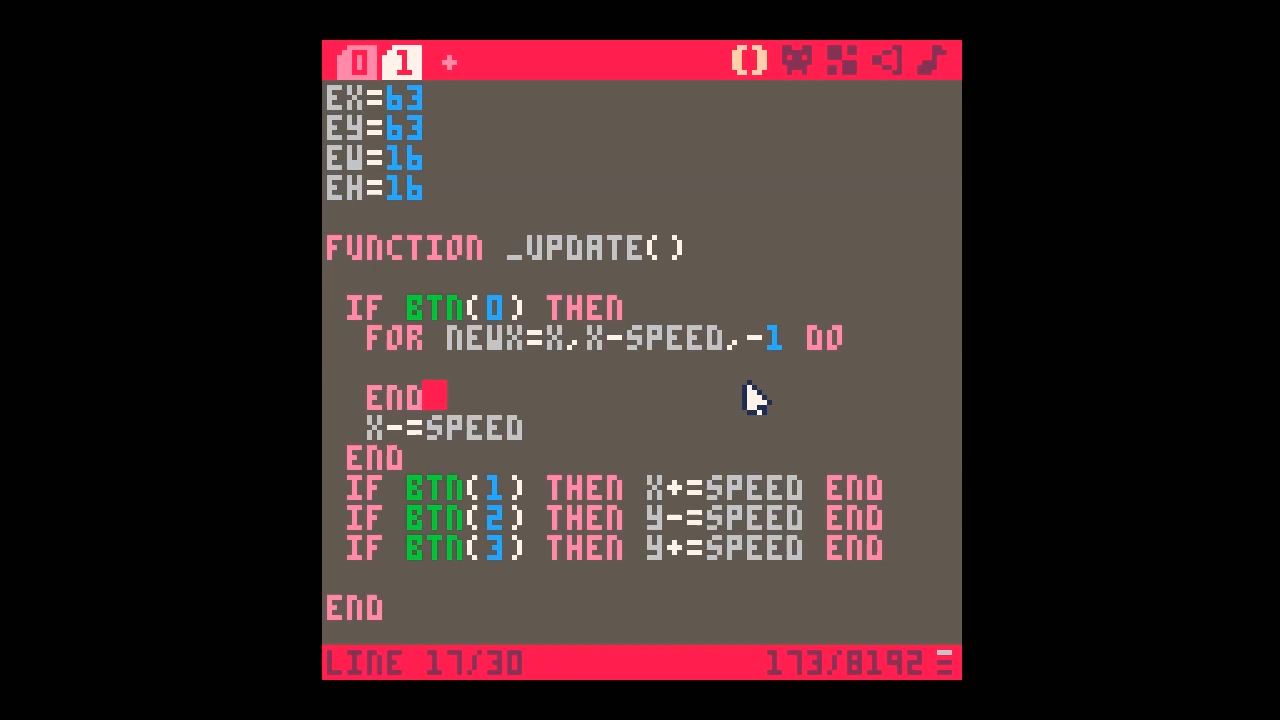 0 1 +
EX=63
EY=63
EW=16
EH=16
FUNCTION _UPDATE()
IF BTN(0) THEN
FOR NEWX=X,X-SPEED,-1 DO
END
X-=SPEED
END
IF BTN(1) THEN X+=SPEED END
IF BTN(2) THEN Y-=SPEED END
IF BTN(3) THEN Y+=SPEED END
END
LINE 17/30 173/8192